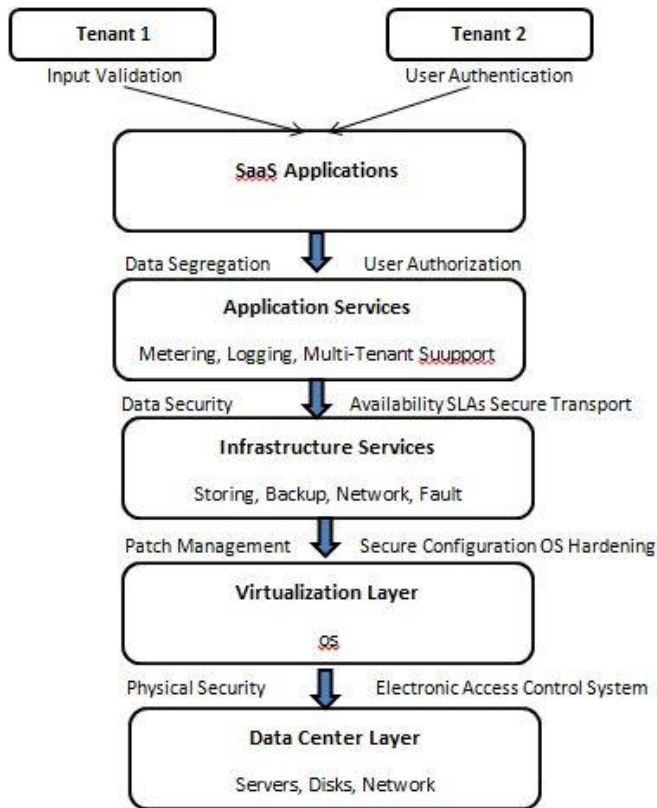 Tenant 1
Tenant 2
Input Validation
User Authentication
SaaS Applications
Data Segregation
User Authorization
Application Services
Metering, Logging, Multi-Tenant Suupport
Data Security
Availability SLAs Secure Transport
Infrastructure Services
Storing, Backup, Network, Fault
Patch Management
Secure Configuration OS Hardening
Virtualization Layer
os
Physical Security
Electronic Access Control System
Data Center Layer
Servers, Disks, Network